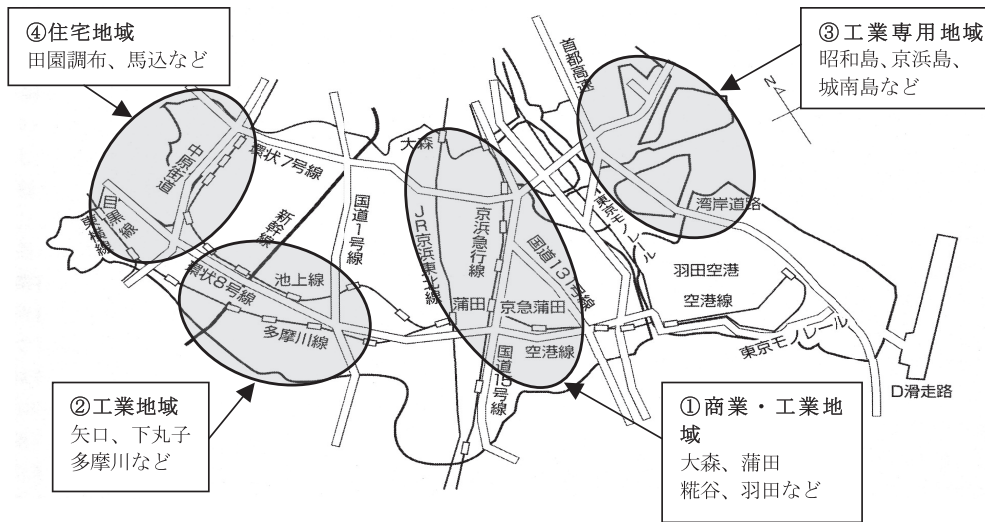 ④住宅地域
田園調布、馬込など
③工業専用地域
昭和島、京浜島、
城南島など
首都高速
N
大森
中原街道
環状7号線
目黒線
東横線
新幹線
国道1号線
JR京浜東北線
京浜急行線
国道131号線
東京モノレール
湾岸道路
羽田空港
空港線
池上線
環状8号線
多摩川線
蒲田
京急蒲田
空港線
国道15号線
東京モノレール
D滑走路
②工業地域
矢口、下丸子
多摩川など
①商業・工業地
域
大森、蒲田
糀谷、羽田など